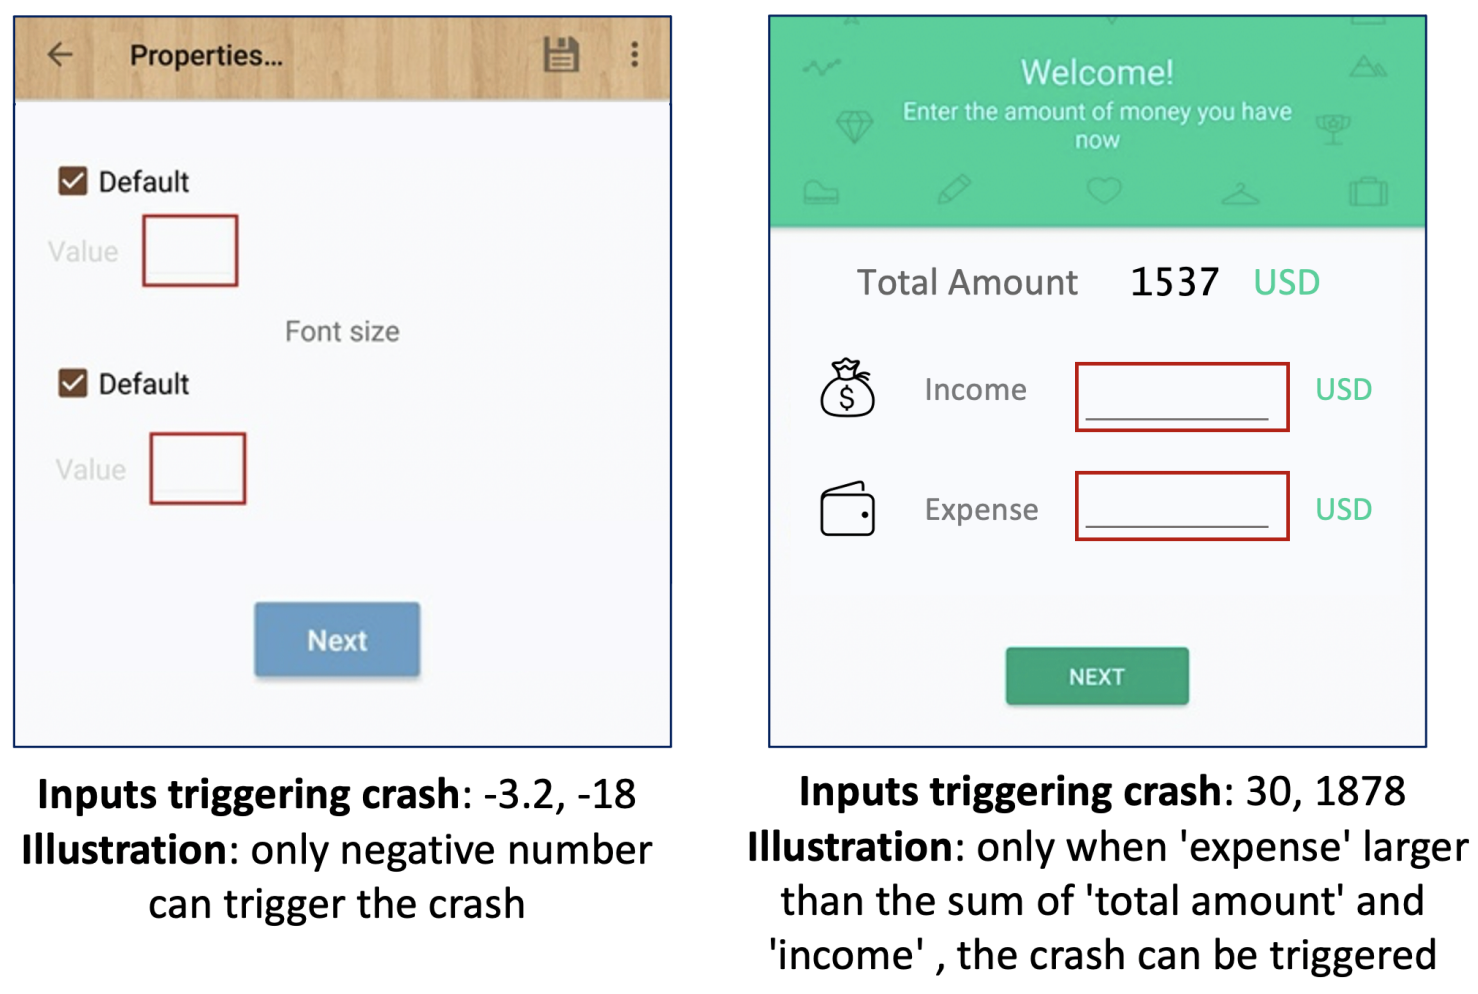 Properties...
Default
Value
Font size
Default
Value
Next
Inputs triggering crash: -3.2, -18
Illustration: only negative number
can trigger the crash
Welcome!
Enter the amount of money you have
now
Total Amount 1537 USD
$ Income USD
Expense USD
NEXT
Inputs triggering crash: 30, 1878
Illustration: only when 'expense' larger
than the sum of 'total amount' and
'income' , the crash can be triggered